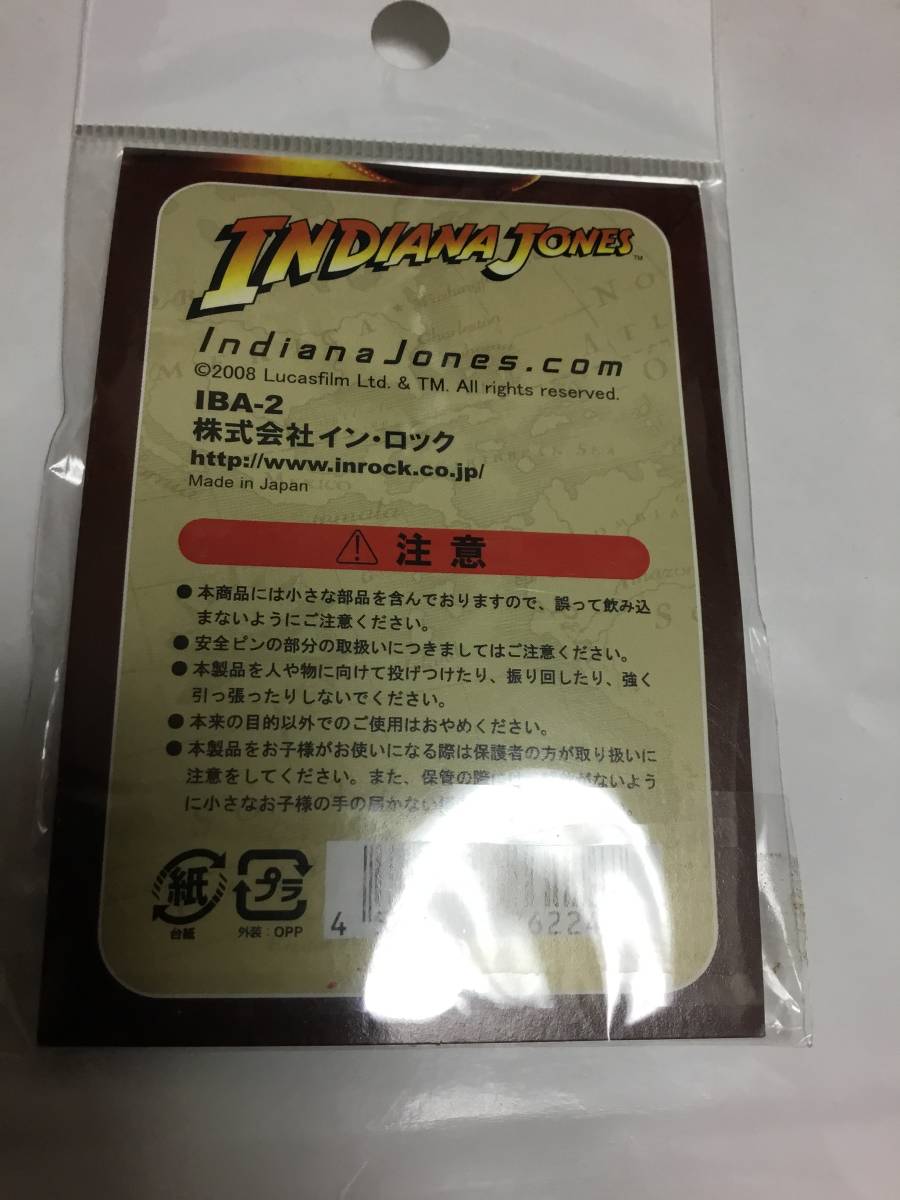 INDIANA JONES™
IndianaJones.com
©2008 Lucasfilm Ltd. & TM. All rights reserved.
IBA-2
株式会社イン・ロック
http://www.inrock.co.jp/
Made in Japan
⚠ 注意
● 本商品には小さな部品を含んでおりますので、誤って飲み込
まないようにご注意ください。
● 安全ピンの部分の取扱いにつきましてはご注意ください。
● 本製品を人や物に向けて投げつけたり、振り回したり、強く
引っ張ったりしないでください。
● 本来の目的以外でのご使用はおやめください。
● 本製品をお子様がお使いになる際は保護者の方が取り扱いに
注意をしてください。また、保管の際には ないよう
に小さなお子様の手の届かない
紙
台紙
プラ
外装：OPP
4 622